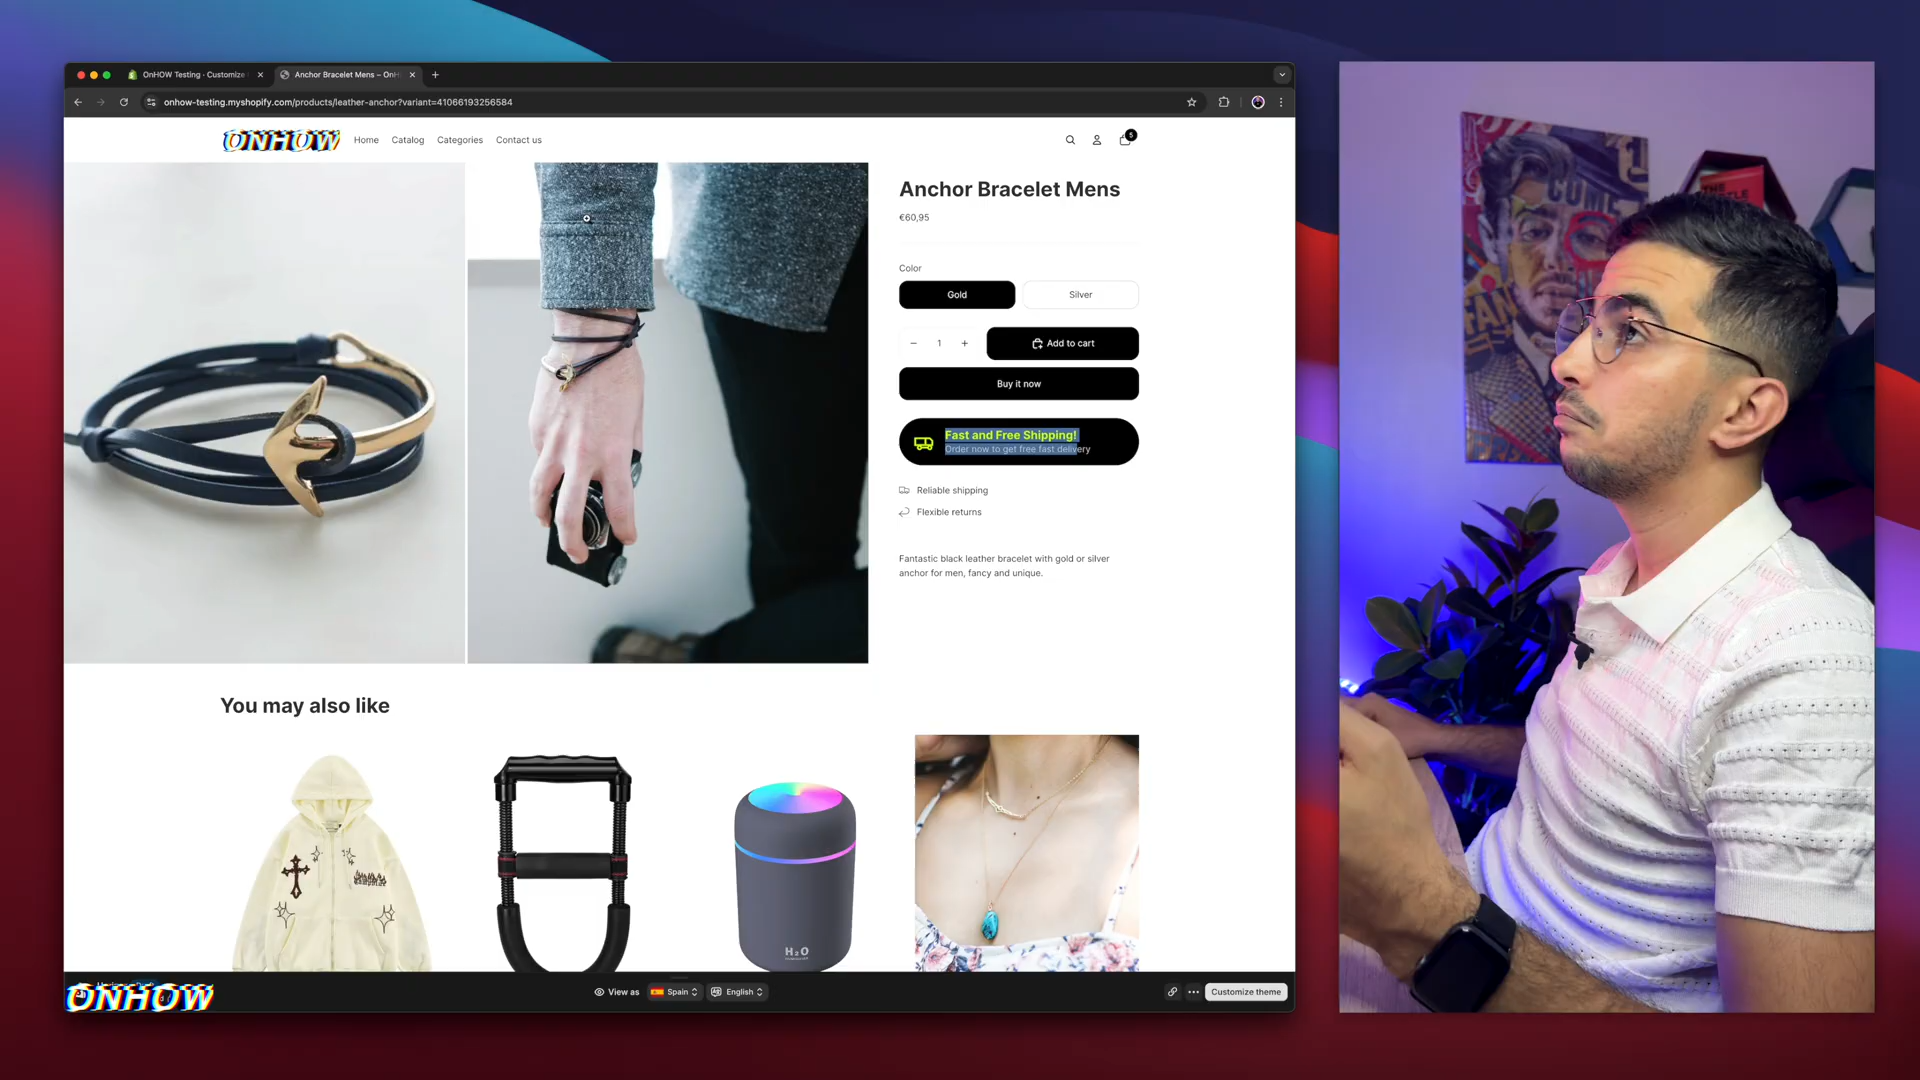 OnHOW Testing · Customize
Anchor Bracelet Mens – OnH
onhow-testing.myshopify.com/products/leather-anchor?variant=41066193256584
ONHOW
Home
Catalog
Categories
Contact us
5
Anchor Bracelet Mens
€60,95
Color
Gold
Silver
− 1 +
Add to cart
Buy it now
Fast and Free Shipping!
Order now to get free fast delivery
Reliable shipping
Flexible returns
Fantastic black leather bracelet with gold or silver
anchor for men, fancy and unique.
You may also like
H₂O
View as
Spain
English
Customize theme
ONHOW
COME
THE
FAN